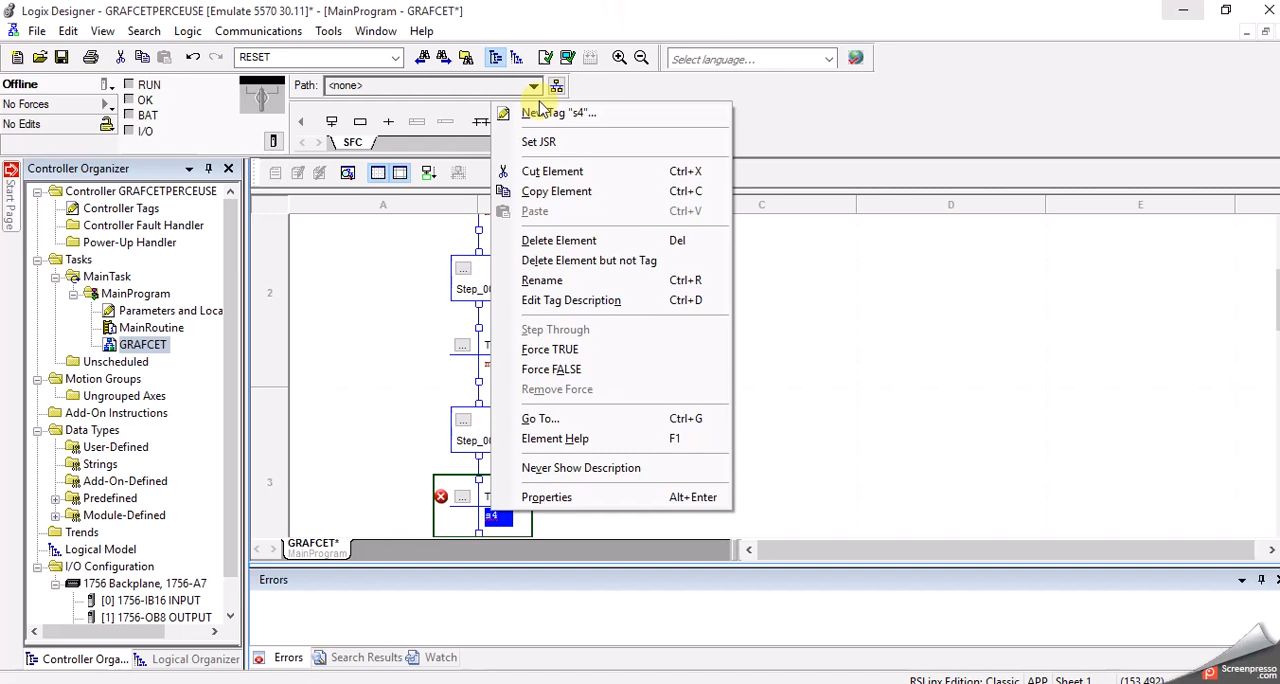 Logix Designer - GRAFCETPERCEUSE [Emulate 5570 30.11]* - [MainProgram - GRAFCET*]
File Edit View Search Logic Communications Tools Window Help
RESET
Select language...
Offline
RUN
No Forces
OK
BAT
No Edits
I/O
Path: <none>
SFC
New Tag "s4"...
Set JSR
Cut Element Ctrl+X
Copy Element Ctrl+C
Paste Ctrl+V
Delete Element Del
Delete Element but not Tag
Rename Ctrl+R
Edit Tag Description Ctrl+D
Step Through
Force TRUE
Force FALSE
Remove Force
Go To... Ctrl+G
Element Help F1
Never Show Description
Properties Alt+Enter
Start Page
Controller Organizer
Controller GRAFCETPERCEUSE
Controller Tags
Controller Fault Handler
Power-Up Handler
Tasks
MainTask
MainProgram
Parameters and Loca
MainRoutine
GRAFCET
Unscheduled
Motion Groups
Ungrouped Axes
Add-On Instructions
Data Types
User-Defined
Strings
Add-On-Defined
Predefined
Module-Defined
Trends
Logical Model
I/O Configuration
1756 Backplane, 1756-A7
[0] 1756-IB16 INPUT
[1] 1756-OB8 OUTPUT
Controller Orga... Logical Organizer
A C D E
2
Step_00
T
3
Step_00
T
s4
GRAFCET*
MainProgram
Errors
Errors Search Results Watch
RSLinx Edition: Classic APP Sheet 1 (153,492)
Screenpresso
.com